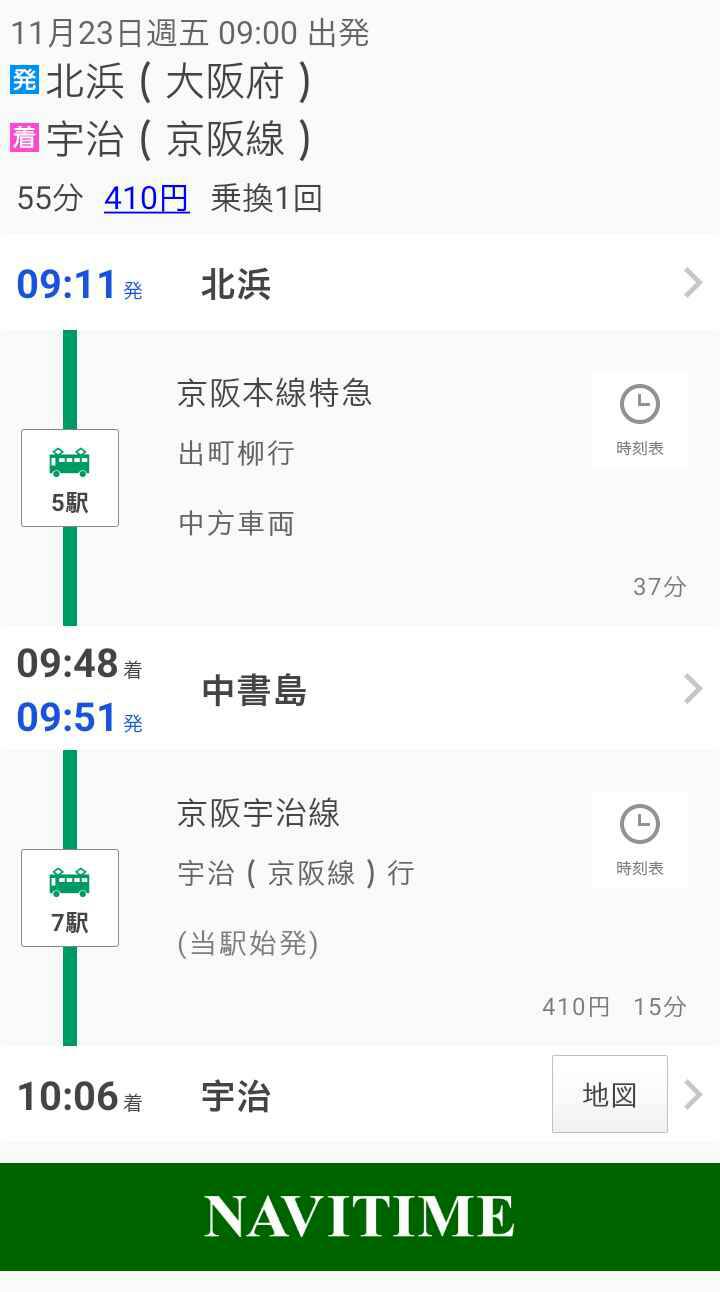 11月23日週五 09:00 出発
発 北浜 ( 大阪府 )
着 宇治 ( 京阪線 )
55分 410円 乗換1回
09:11 発 北浜
京阪本線特急
時刻表
出町柳行
5駅
中方車両
37分
09:48 着
中書島
09:51 発
京阪宇治線
時刻表
宇治 ( 京阪線 ) 行
7駅
(当駅始発)
410円 15分
10:06 着 宇治 地図
NAVITIME